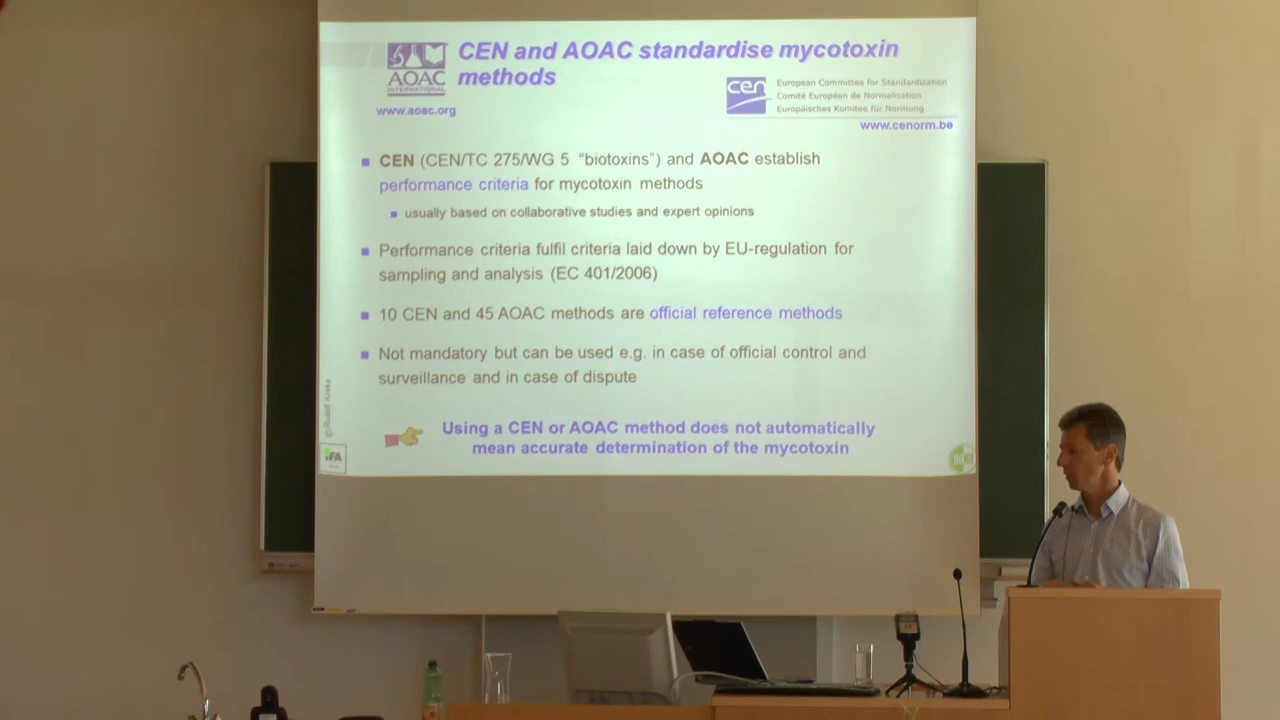 CEN and AOAC standardise mycotoxin
methods
AOAC
INTERNATIONAL
www.aoac.org
cen
European Committee for Standardization
Comité Européen de Normalisation
Europäisches Komitee für Normung
www.cenorm.be
CEN (CEN/TC 275/WG 5 "biotoxins") and AOAC establish
performance criteria for mycotoxin methods
usually based on collaborative studies and expert opinions
Performance criteria fulfil criteria laid down by EU-regulation for
sampling and analysis (EC 401/2006)
10 CEN and 45 AOAC methods are official reference methods
Not mandatory but can be used e.g. in case of official control and
surveillance and in case of dispute
Using a CEN or AOAC method does not automatically
mean accurate determination of the mycotoxin
©Rudolf Krska
IFA